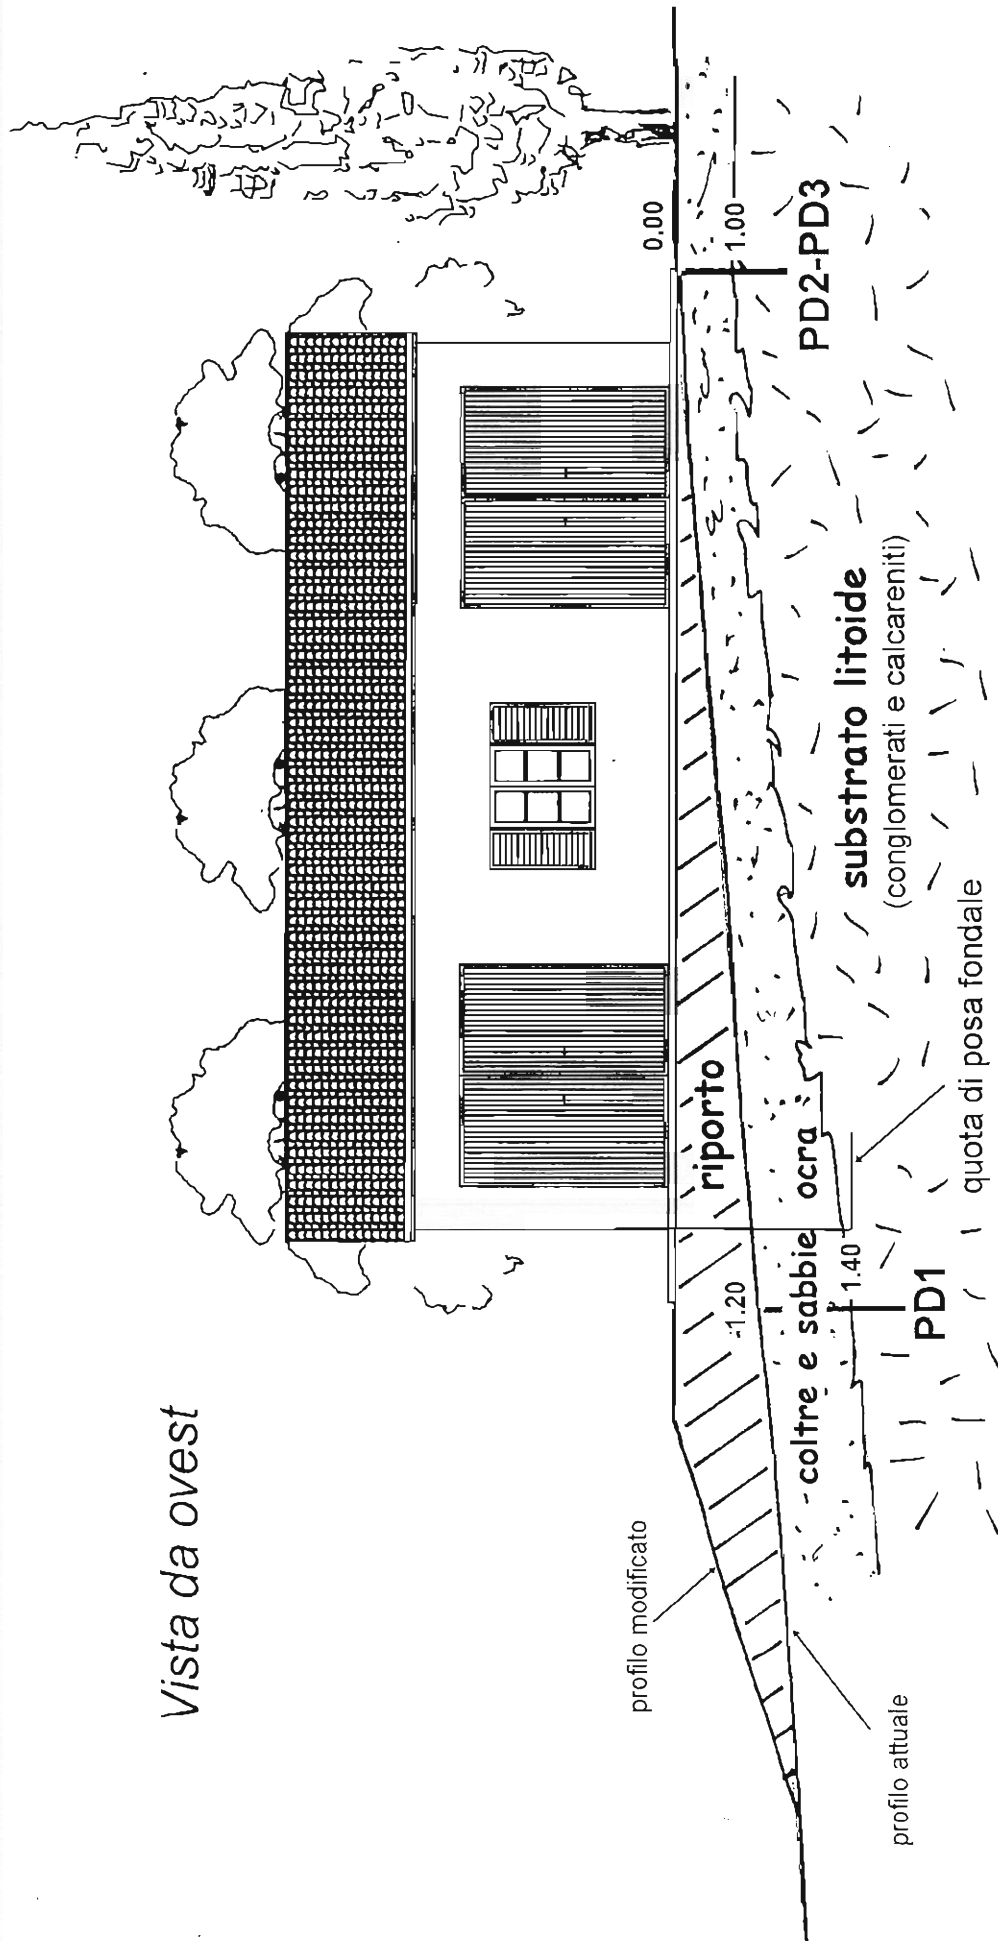 Vista da ovest
profilo modificato
profilo attuale
riporto
0.00
1.00
-1.20
coltre e sabbie ocra
1.40
PD1
PD2-PD3
substrato litoide
(conglomerati e calcareniti)
quota di posa fondale